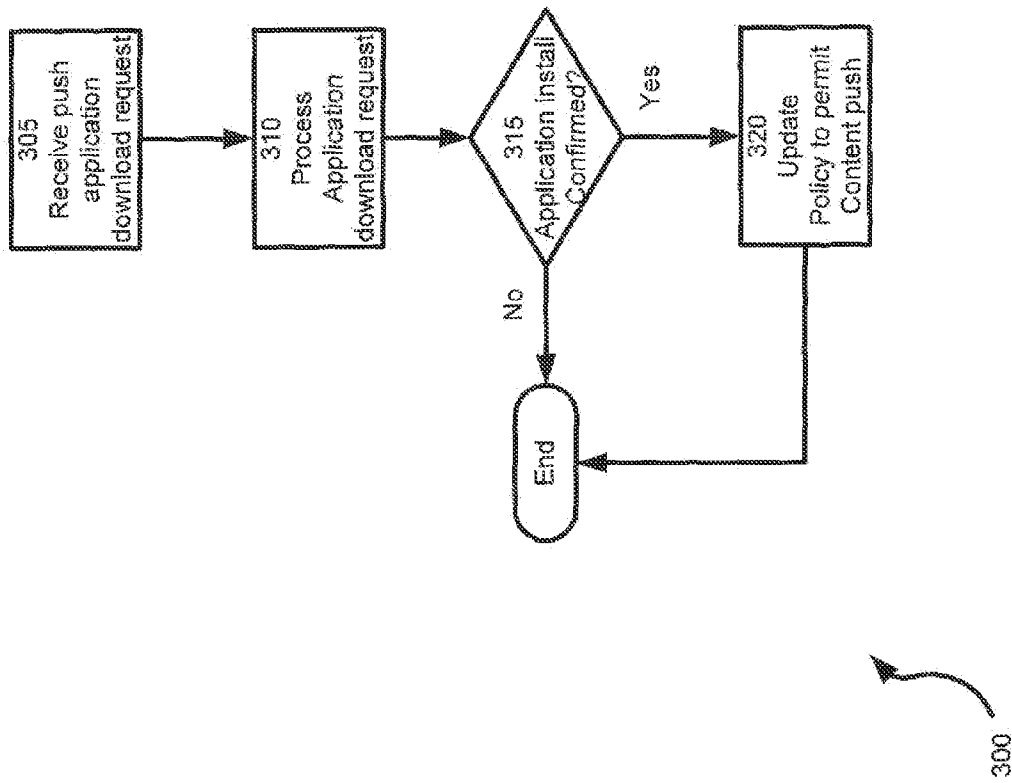 305
Receive push
application
download request
310
Process
Application
download request
315
Application install
Confirmed?
No
Yes
End
320
Update
Policy to permit
Content push
300